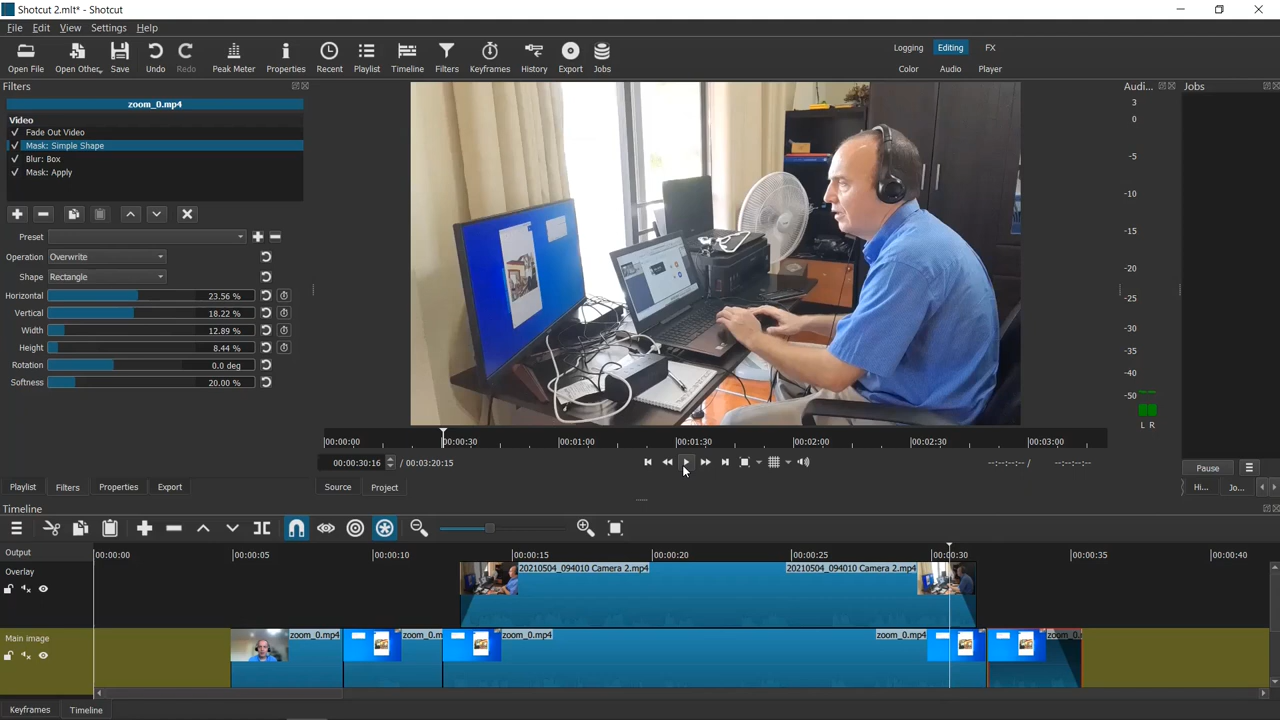 Shotcut 2.mlt* - Shotcut
File Edit View Settings Help
Open File Open Other.. Save Undo Redo Peak Meter Properties Recent Playlist Timeline Filters Keyframes History Export Jobs
Logging Editing FX
Color Audio Player
Filters
Audi...
Jobs
zoom_0.mp4
Video
Fade Out Video
Mask: Simple Shape
Blur: Box
Mask: Apply
Preset
Operation Overwrite
Shape Rectangle
Horizontal 23.56 %
Vertical 18.22 %
Width 12.89 %
Height 8.44 %
Rotation 0.0 deg
Softness 20.00 %
3
0
-5
-10
-15
-20
-25
-30
-35
-40
-50
L R
00:00:00 00:00:30 00:01:00 00:01:30 00:02:00 00:02:30 00:03:00
00:00:30:16 / 00:03:20:15
--:--:--:-- / --:--:--:--
Pause
Playlist Filters Properties Export
Source Project
Hi... Jo...
Timeline
Output
00:00:00 00:00:05 00:00:10 00:00:15 00:00:20 00:00:25 00:00:30 00:00:35 00:00:40
Overlay
20210504_094010 Camera 2.mp4 20210504_094010 Camera 2.mp4
Main image
zoom_0.mp4 zoom_0.m zoom_0.mp4 zoom_0.mp4 zoom_0.
Keyframes Timeline